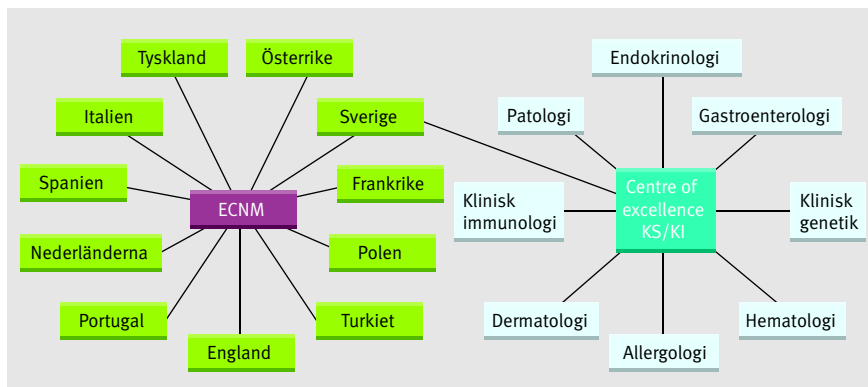 Tyskland
Österrike
Italien
Sverige
Spanien
Frankrike
ECNM
Nederländerna
Polen
Portugal
Turkiet
England
Endokrinologi
Patologi
Gastroenterologi
Klinisk
immunologi
Centre of
excellence
KS/KI
Klinisk
genetik
Dermatologi
Hematologi
Allergologi